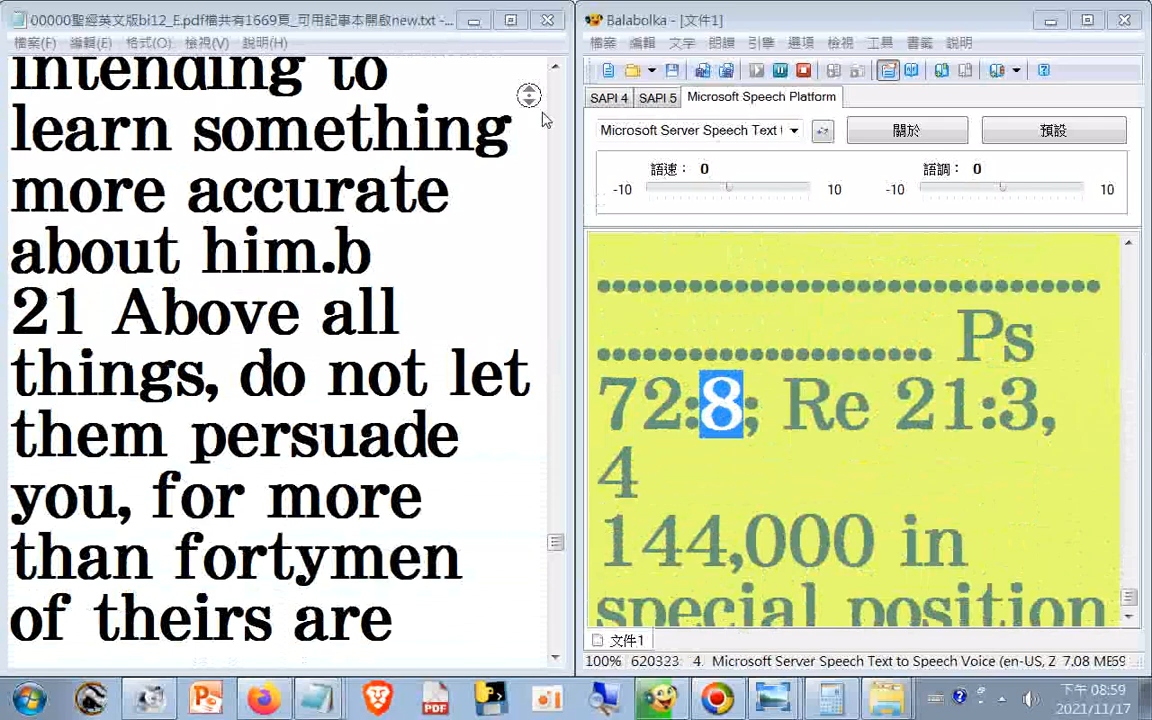 00000聖經英文版bi12_E.pdf檔共有1669頁_可用記事本開啟new.txt -...
檔案(F) 編輯(E) 格式(O) 檢視(V) 說明(H)
intending to
learn something
more accurate
about him.b
21 Above all
things, do not let
them persuade
you, for more
than fortymen
of theirs are
Balabolka - [文件1]
檔案 編輯 文字 朗讀 引擎 選項 檢視 工具 書籤 說明
SAPI 4 SAPI 5 Microsoft Speech Platform
Microsoft Server Speech Text 關於 預設
語速： 0 語調： 0
-10 10 -10 10
........................................
........................... Ps
72:8; Re 21:3,
4
144,000 in
special position
文件1
100% 620323 4. Microsoft Server Speech Text to Speech Voice (en-US, Z 7.08 ME
PDF
下午 08:59
2021/11/17